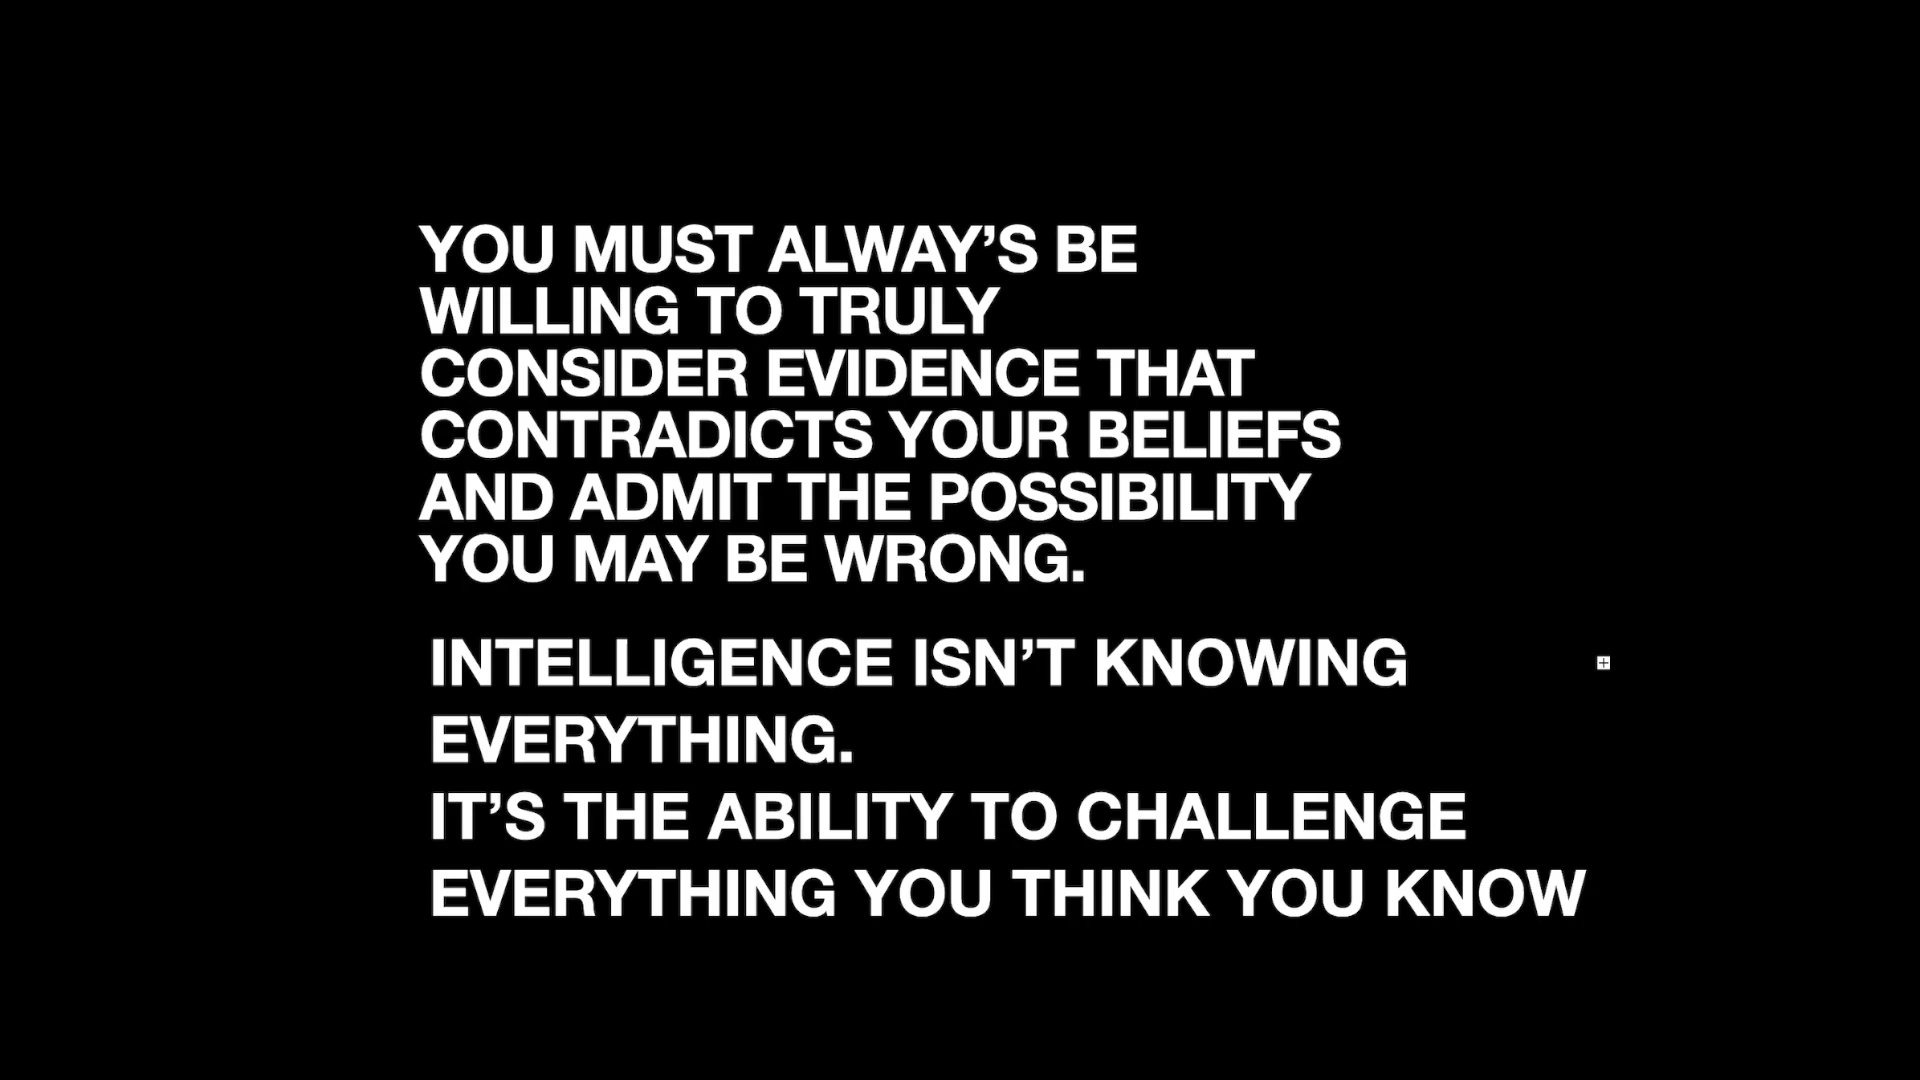 YOU MUST ALWAY’S BE
WILLING TO TRULY
CONSIDER EVIDENCE THAT
CONTRADICTS YOUR BELIEFS
AND ADMIT THE POSSIBILITY
YOU MAY BE WRONG.
INTELLIGENCE ISN’T KNOWING
EVERYTHING.
IT’S THE ABILITY TO CHALLENGE
EVERYTHING YOU THINK YOU KNOW